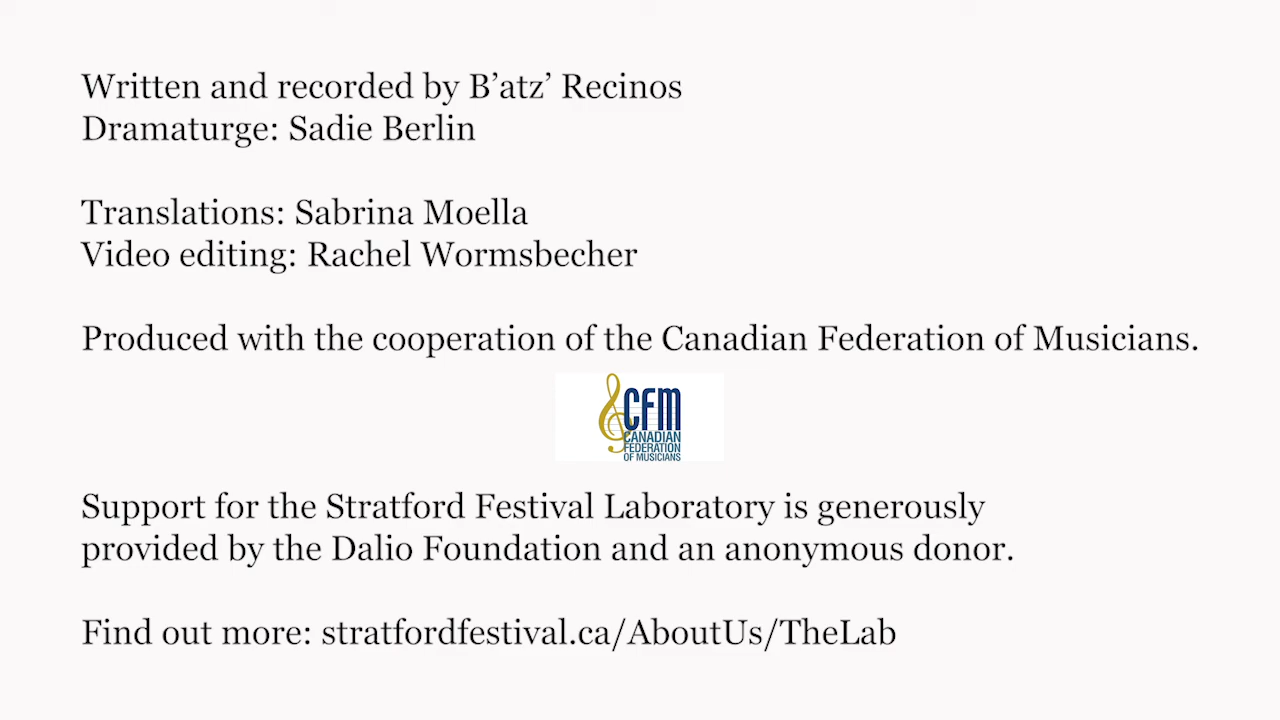 Written and recorded by B’atz’ Recinos
Dramaturge: Sadie Berlin
Translations: Sabrina Moella
Video editing: Rachel Wormsbecher
Produced with the cooperation of the Canadian Federation of Musicians.
CFM
CANADIAN
FEDERATION
OF MUSICIANS
Support for the Stratford Festival Laboratory is generously
provided by the Dalio Foundation and an anonymous donor.
Find out more: stratfordfestival.ca/AboutUs/TheLab